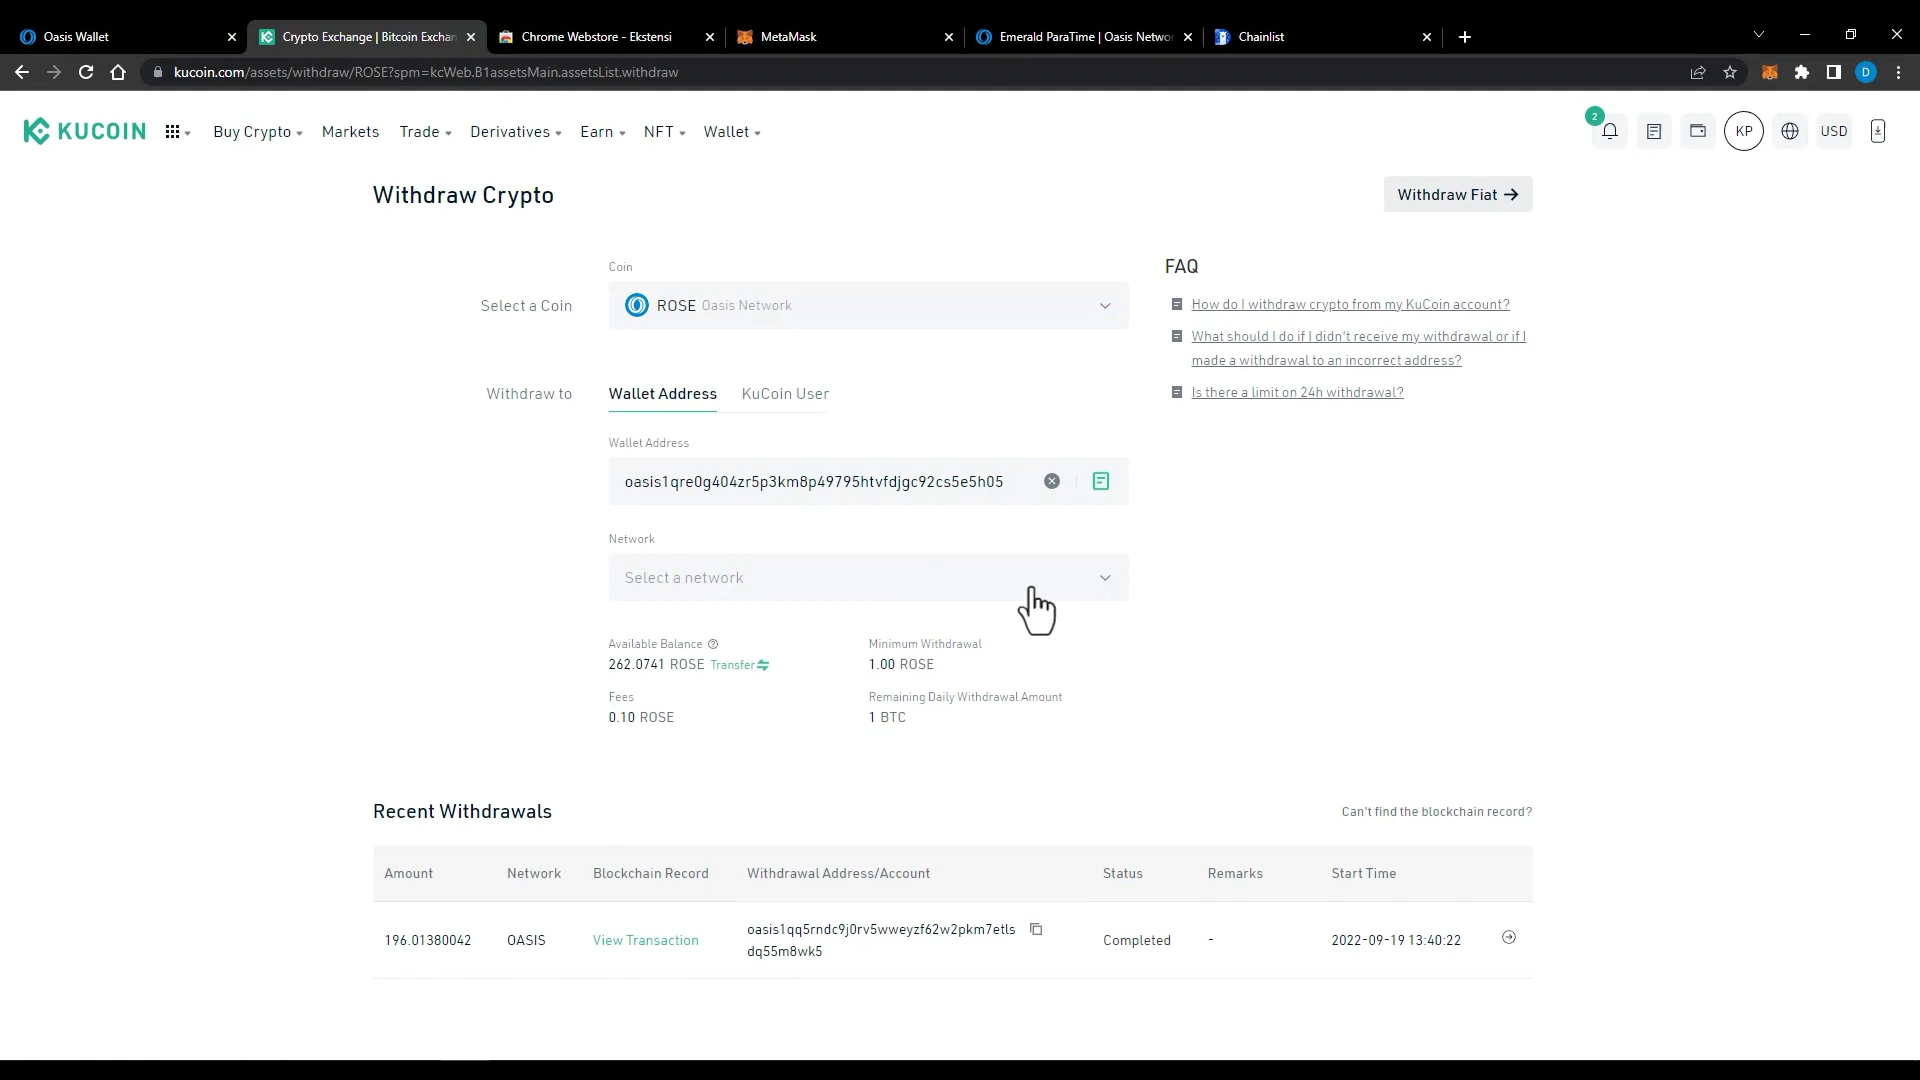 Oasis Wallet
Crypto Exchange | Bitcoin Exchan
Chrome Webstore - Ekstensi
MetaMask
Emerald ParaTime | Oasis Networ
Chainlist
kucoin.com/assets/withdraw/ROSE?spm=kcWeb.B1assetsMain.assetsList.withdraw
D
KUCOIN
Buy Crypto
Markets
Trade
Derivatives
Earn
NFT
Wallet
2
KP
USD
Withdraw Crypto
Withdraw Fiat →
Coin
Select a Coin
ROSE Oasis Network
FAQ
How do I withdraw crypto from my KuCoin account?
What should I do if I didn't receive my withdrawal or if I
made a withdrawal to an incorrect address?
Is there a limit on 24h withdrawal?
Withdraw to
Wallet Address
KuCoin User
Wallet Address
oasis1qre0g404zr5p3km8p49795htvfdjgc92cs5e5h05
Network
Select a network
Available Balance
262.0741 ROSE Transfer
Minimum Withdrawal
1.00 ROSE
Fees
0.10 ROSE
Remaining Daily Withdrawal Amount
1 BTC
Recent Withdrawals
Can't find the blockchain record?
Amount Network Blockchain Record Withdrawal Address/Account Status Remarks Start Time
196.01380042 OASIS View Transaction oasis1qq5rndc9j0rv5wweyzf62w2pkm7etls Completed - 2022-09-19 13:40:22
dq55m8wk5